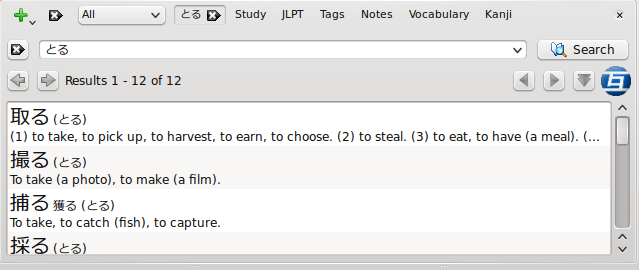 All とる Study JLPT Tags Notes Vocabulary Kanji
とる Search
Results 1 - 12 of 12
取る (とる)
(1) to take, to pick up, to harvest, to earn, to choose. (2) to steal. (3) to eat, to have (a meal). (...
撮る (とる)
To take (a photo), to make (a film).
捕る 獲る (とる)
To take, to catch (fish), to capture.
採る (とる)